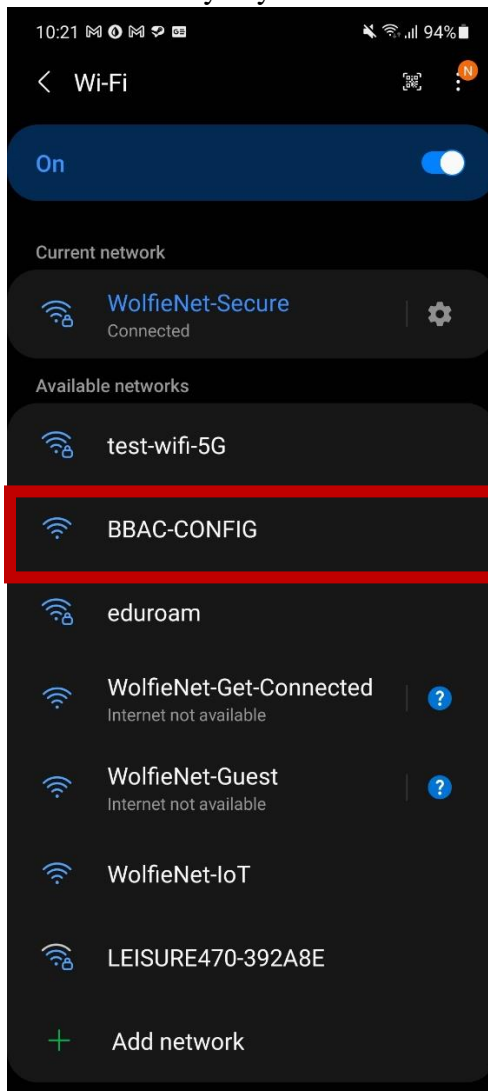 10:21
94%
Wi-Fi
N
On
Current network
WolfieNet-Secure
Connected
Available networks
test-wifi-5G
BBAC-CONFIG
eduroam
WolfieNet-Get-Connected
Internet not available
?
WolfieNet-Guest
Internet not available
?
WolfieNet-IoT
LEISURE470-392A8E
+ Add network